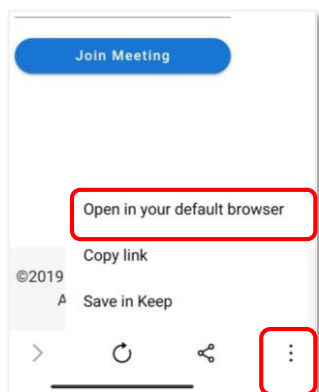 Join Meeting
Open in your default browser
Copy link
©2019
A
Save in Keep